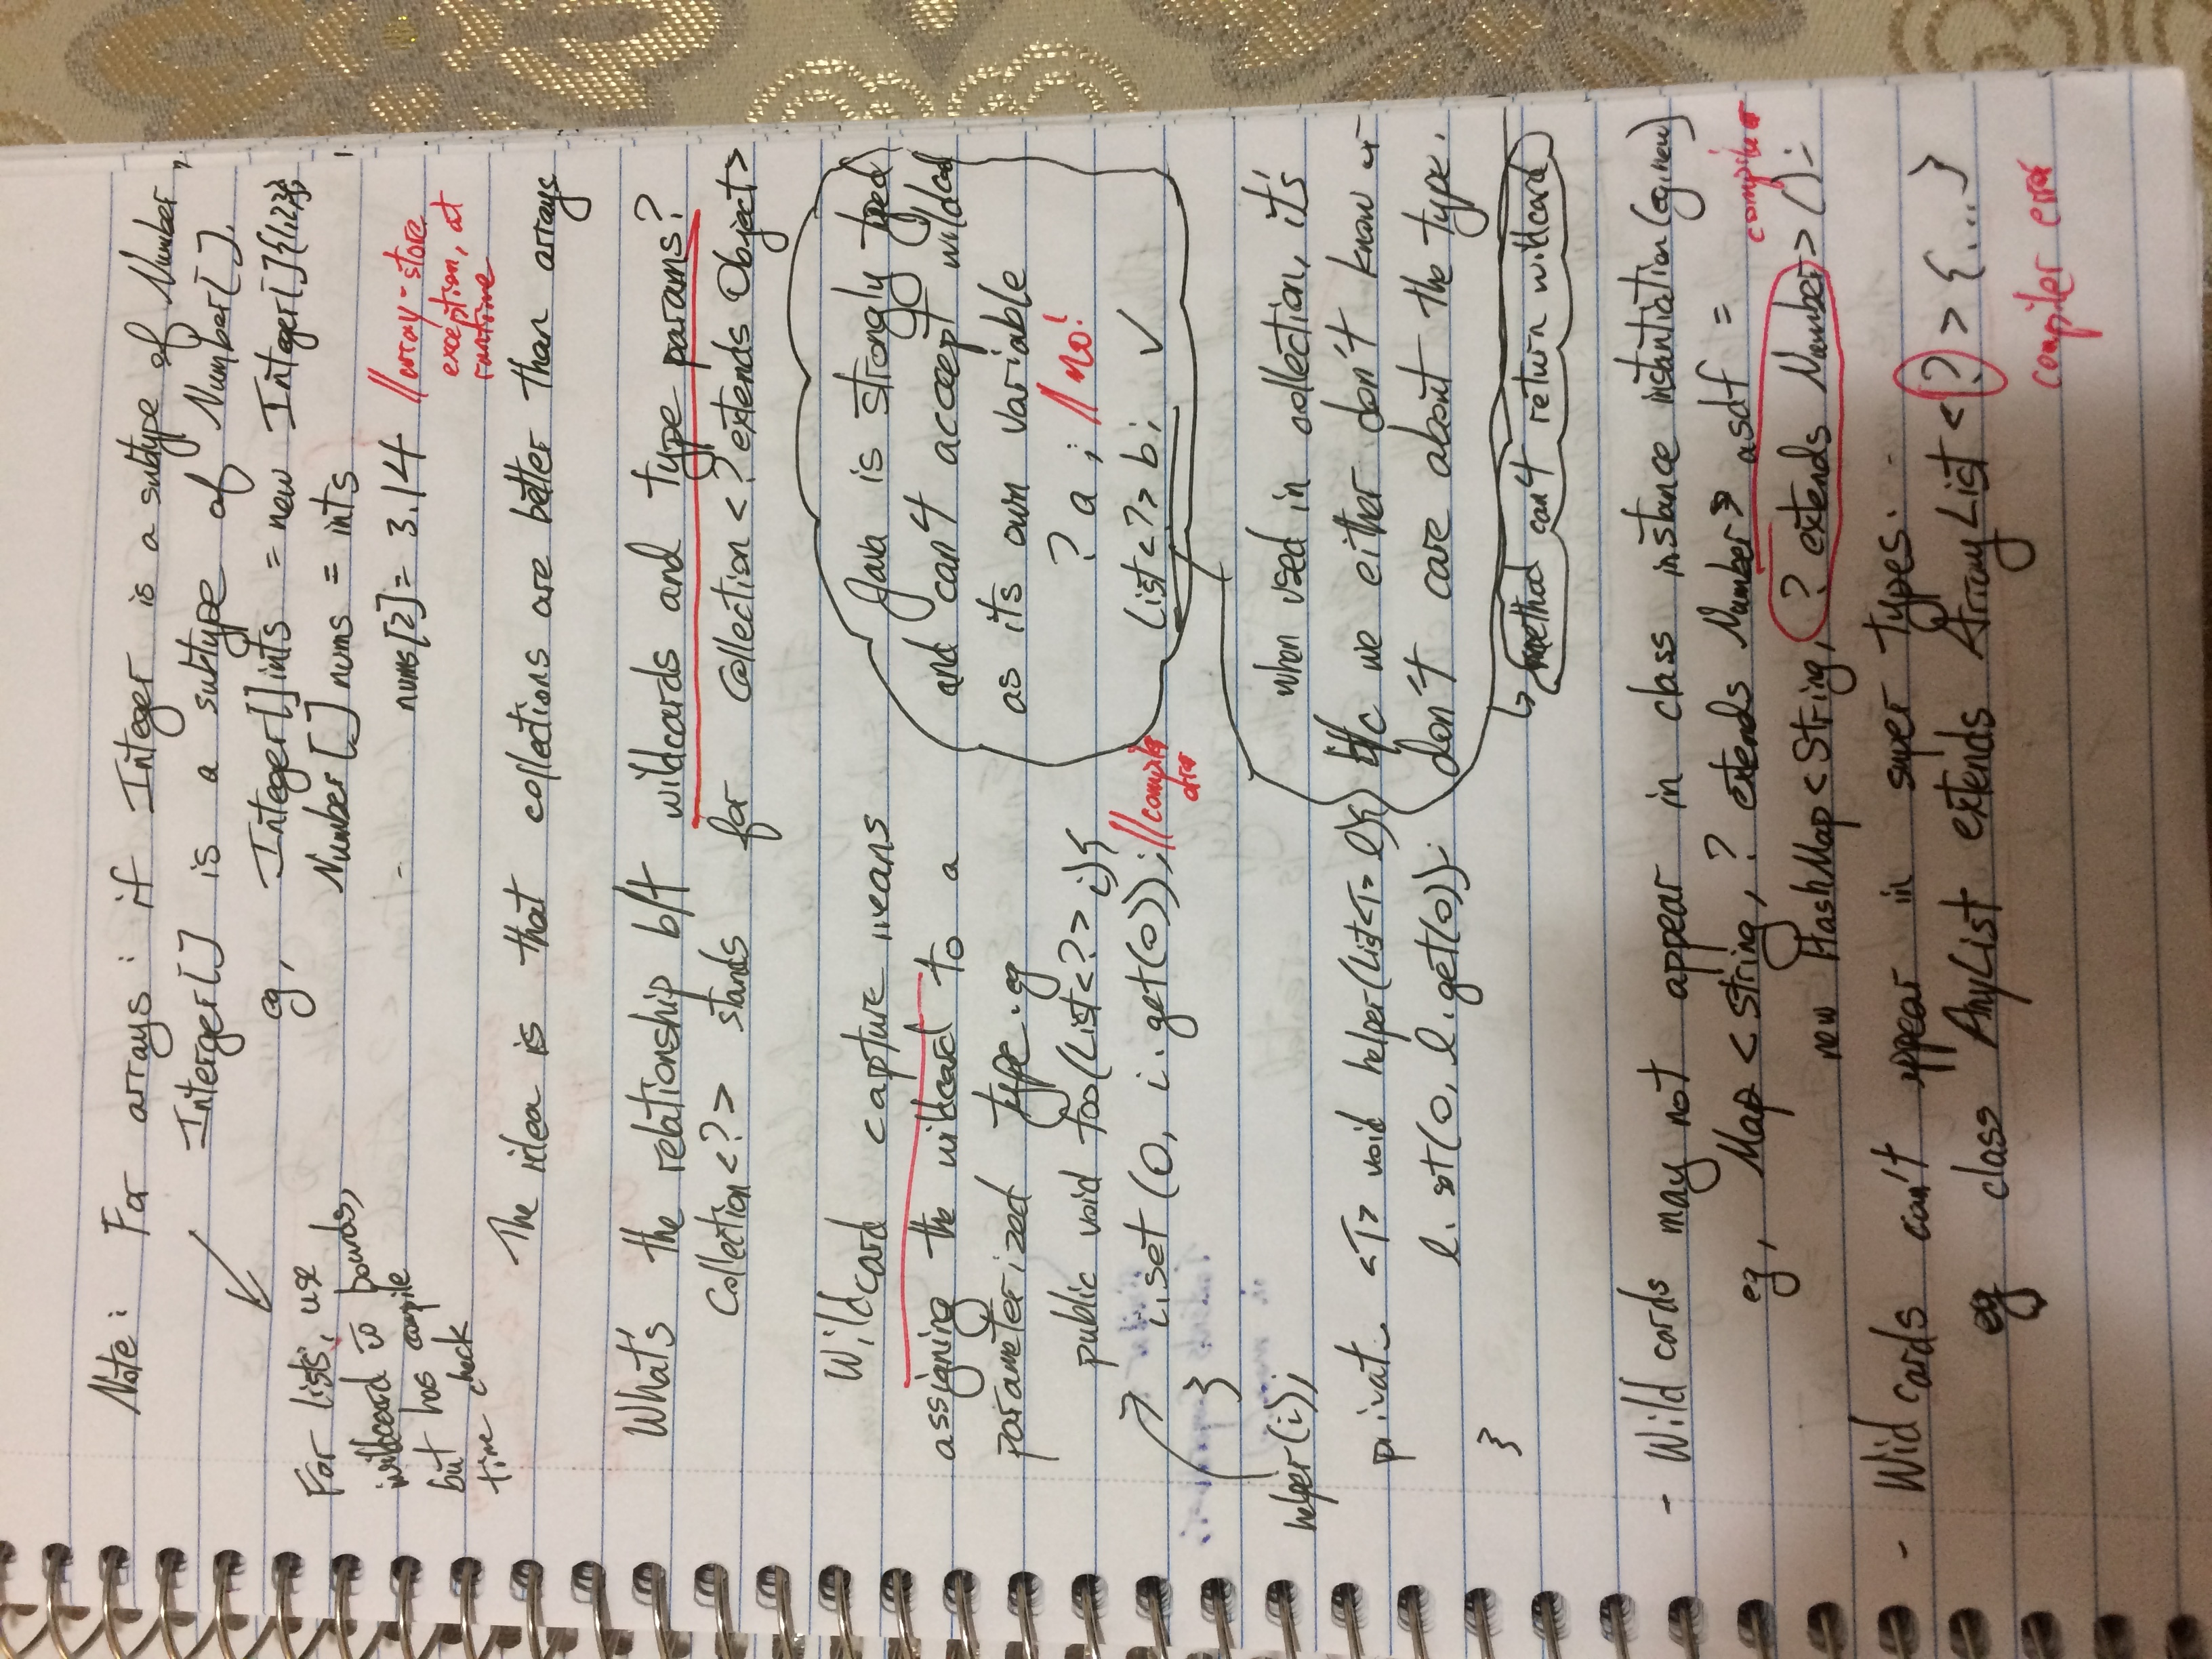 Note: For arrays: if Integer is a subtype of Number,
Interger[] is a subtype of Number[].
eg, Integer[] ints = new Integer[]{1,2,3};
Number[] nums = ints
nums[2] = 3.14 //array-store
exception, at
runtime
For lists, use
wildcard w bounds,
but has compile
time check
The idea is that collections are better than arrays
What's the relationship b/t wildcards and type params?
Collection<?> stands for Collection<? extends Object>
Wildcard capture means
assigning the wildcard to a
parameterized type. eg
public void foo(List<?> i){
i.set(0, i.get(0)); //compile
error
}
helper(i);
private <T> void helper(List<T> l){
l.set(0, l.get(0));
}
Java is strongly typed
and can't acccept wildcad
as its own variable
? a; //no!
List<?> b; ✓
when used in collection, it's
b/c we either don't know or
don't care about the type.
↳ method can't return wildcard
- Wild cards may not appear in class instance instantiation (eg. new)
eg, Map<String, ? extends Number> asdf =
new HashMap<String, ? extends Number>();
- Wid cards can't appear in super types.
eg class AnyList extends ArrayList<?> {...}
compiler error